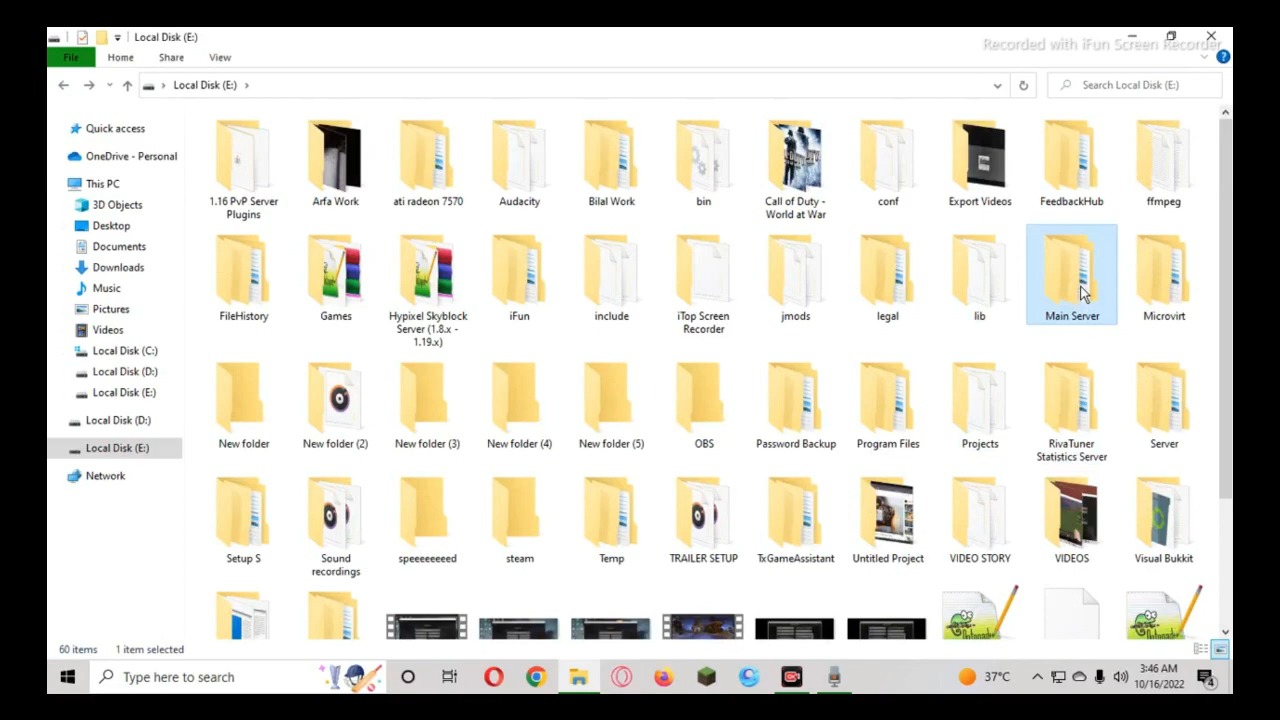 Local Disk (E:)
Recorded with iFun Screen Recorder
File Home Share View
Local Disk (E:)
Search Local Disk (E:)
Quick access
OneDrive - Personal
This PC
3D Objects
Desktop
Documents
Downloads
Music
Pictures
Videos
Local Disk (C:)
Local Disk (D:)
Local Disk (E:)
Local Disk (D:)
Local Disk (E:)
Network
1.16 PvP Server
Plugins
Arfa Work
ati radeon 7570
Audacity
Bilal Work
bin
Call of Duty -
World at War
conf
Export Videos
FeedbackHub
ffmpeg
FileHistory
Games
Hypixel Skyblock
Server (1.8.x -
1.19.x)
iFun
include
iTop Screen
Recorder
jmods
legal
lib
Main Server
Microvirt
New folder
New folder (2)
New folder (3)
New folder (4)
New folder (5)
OBS
Password Backup
Program Files
Projects
RivaTuner
Statistics Server
Server
Setup S
Sound
recordings
speeeeeeed
steam
Temp
TRAILER SETUP
TxGameAssistant
Untitled Project
VIDEO STORY
VIDEOS
Visual Bukkit
60 items 1 item selected
Type here to search
37°C
3:46 AM
10/16/2022
4